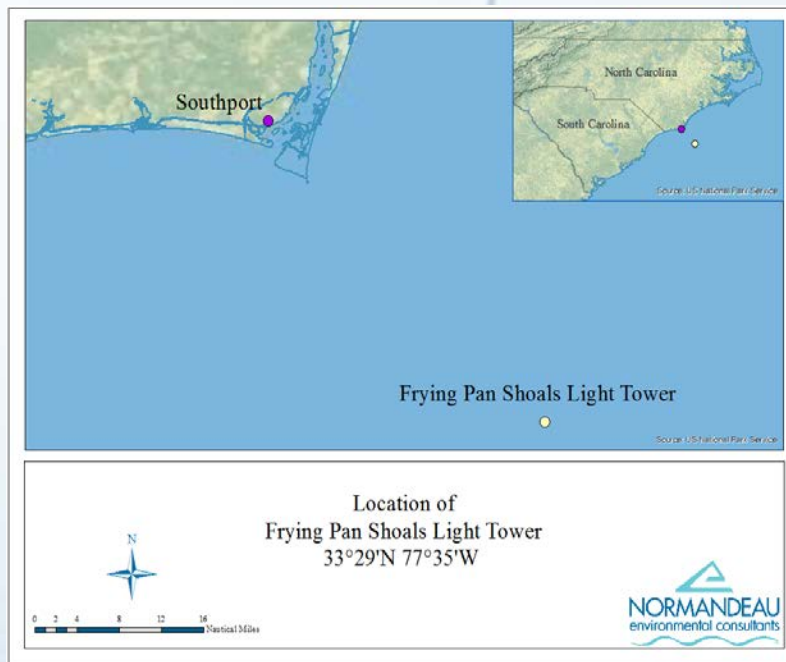 Southport
North Carolina
South Carolina
Source: US National Park Service
Frying Pan Shoals Light Tower
Source: US National Park Service
Location of
Frying Pan Shoals Light Tower
33°29'N 77°35'W
N
0 2 4 8 12 16
Nautical Miles
NORMANDEAU
environmental consultants